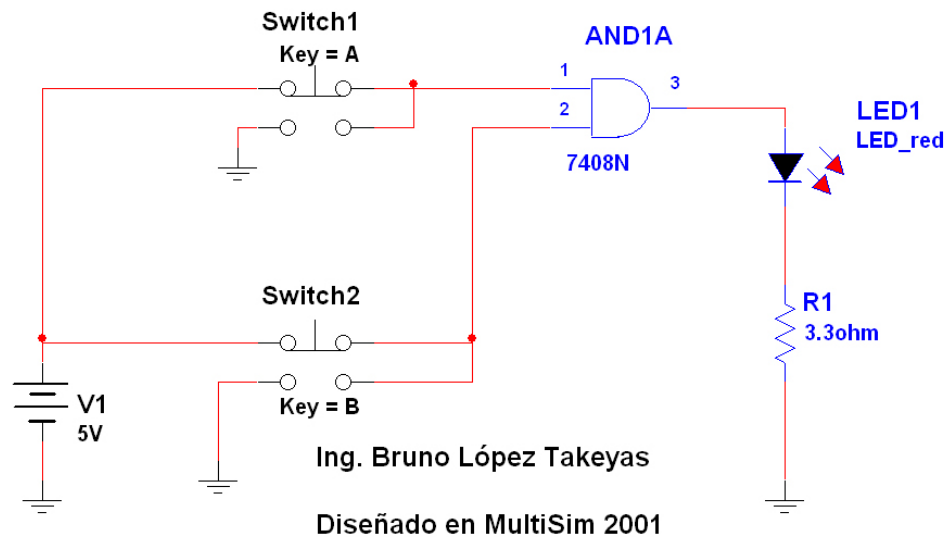 Switch1
Key = A
AND1A
1
2
3
7408N
LED1
LED_red
Switch2
Key = B
R1
3.3ohm
V1
5V
Ing. Bruno López Takeyas
Diseñado en MultiSim 2001